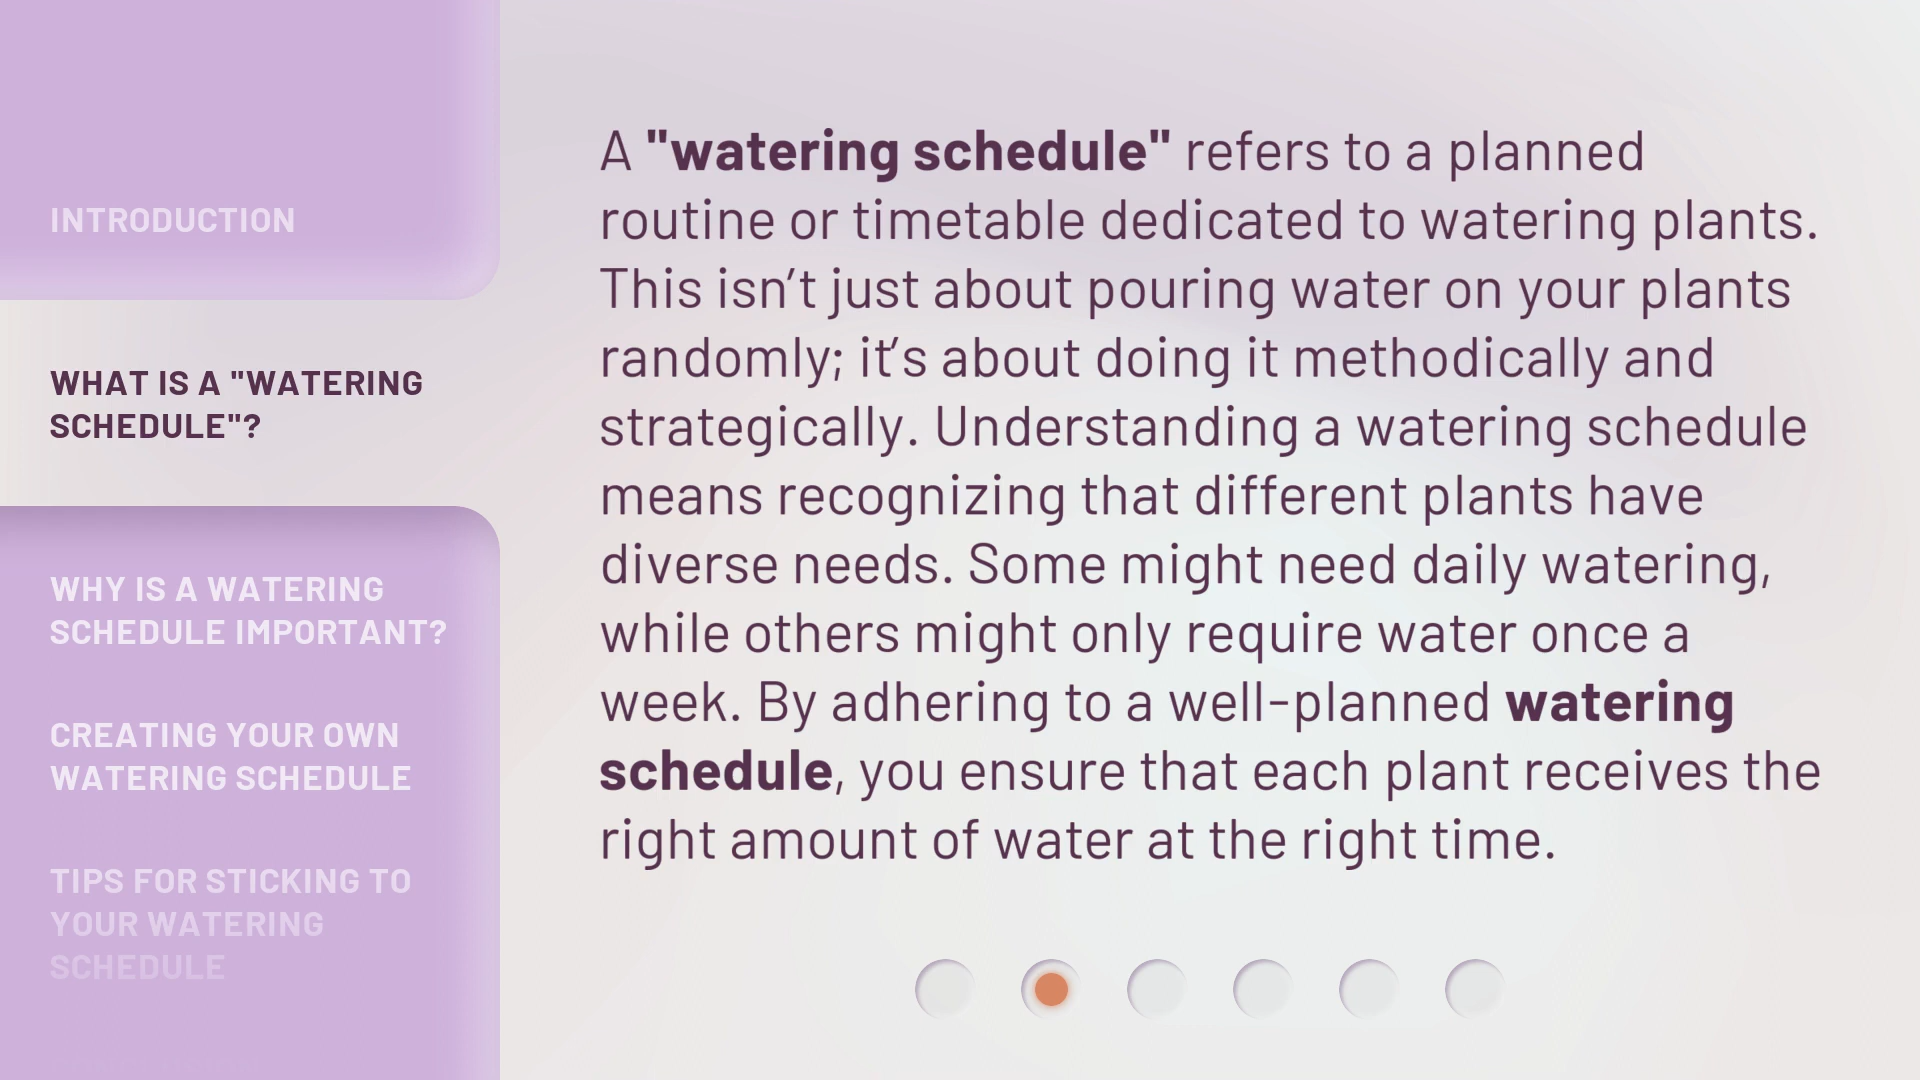 INTRODUCTION
WHAT IS A "WATERING
SCHEDULE"?
WHY IS A WATERING
SCHEDULE IMPORTANT?
CREATING YOUR OWN
WATERING SCHEDULE
TIPS FOR STICKING TO
YOUR WATERING
SCHEDULE
A "watering schedule" refers to a planned
routine or timetable dedicated to watering plants.
This isn’t just about pouring water on your plants
randomly; it’s about doing it methodically and
strategically. Understanding a watering schedule
means recognizing that different plants have
diverse needs. Some might need daily watering,
while others might only require water once a
week. By adhering to a well-planned watering
schedule, you ensure that each plant receives the
right amount of water at the right time.